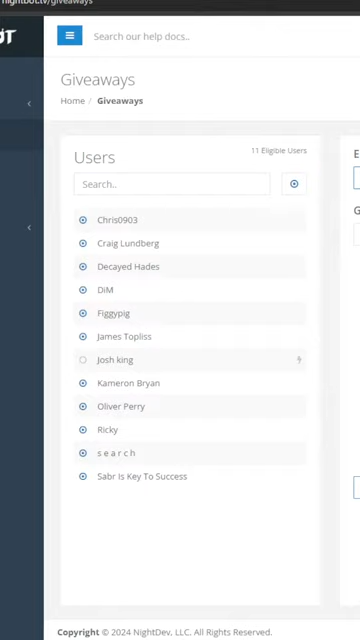 nightbot.tv/giveaways
OT
Search our help docs..
Giveaways
Home / Giveaways
Users
11 Eligible Users
Search..
Chris0903
Craig Lundberg
Decayed Hades
DiM
Figgypig
James Topliss
Josh king
Kameron Bryan
Oliver Perry
Ricky
s e a r c h
Sabr Is Key To Success
E
G
Copyright © 2024 NightDev, LLC. All Rights Reserved.